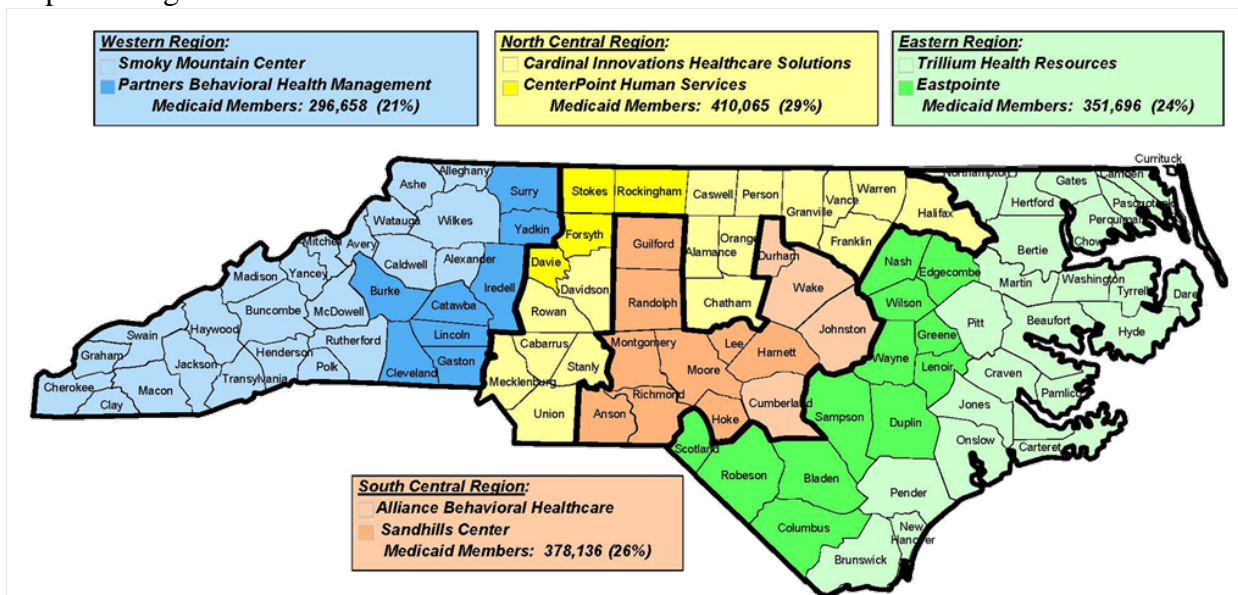 Western Region:
Smoky Mountain Center
Partners Behavioral Health Management
Medicaid Members: 296,658 (21%)
North Central Region:
Cardinal Innovations Healthcare Solutions
CenterPoint Human Services
Medicaid Members: 410,065 (29%)
Eastern Region:
Trillium Health Resources
Eastpointe
Medicaid Members: 351,696 (24%)
Currituck
Alleghany
Ashe
Surry
Stokes
Rockingham
Caswell
Person
Vance
Warren
Northampton
Gates
Camden
Pasquotank
Hertford
Granville
Halifax
Watauga
Wilkes
Yadkin
Forsyth
Guilford
Orange
Alamance
Franklin
Bertie
Mitchell
Avery
Caldwell
Alexander
Iredell
Davie
Davidson
Durham
Nash
Edgecombe
Madison
Yancey
Burke
Catawba
Randolph
Chatham
Wake
Martin
Washington
Tyrrell
Dare
Buncombe
McDowell
Rowan
Wilson
Swain
Haywood
Lincoln
Johnston
Greene
Pitt
Beaufort
Hyde
Graham
Jackson
Henderson
Rutherford
Polk
Cleveland
Gaston
Cabarrus
Stanly
Montgomery
Moore
Lee
Harnett
Wayne
Lenoir
Craven
Pamlico
Cherokee
Clay
Macon
Transylvania
Mecklenburg
Union
Anson
Richmond
Hoke
Cumberland
Sampson
Duplin
Jones
Onslow
Carteret
Scotland
Robeson
Bladen
Pender
Columbus
New
Hanover
Brunswick
South Central Region:
Alliance Behavioral Healthcare
Sandhills Center
Medicaid Members: 378,136 (26%)